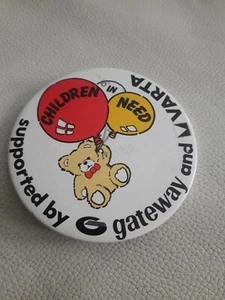 CHILDREN
IN
NEED
supported by gateway and VARTA